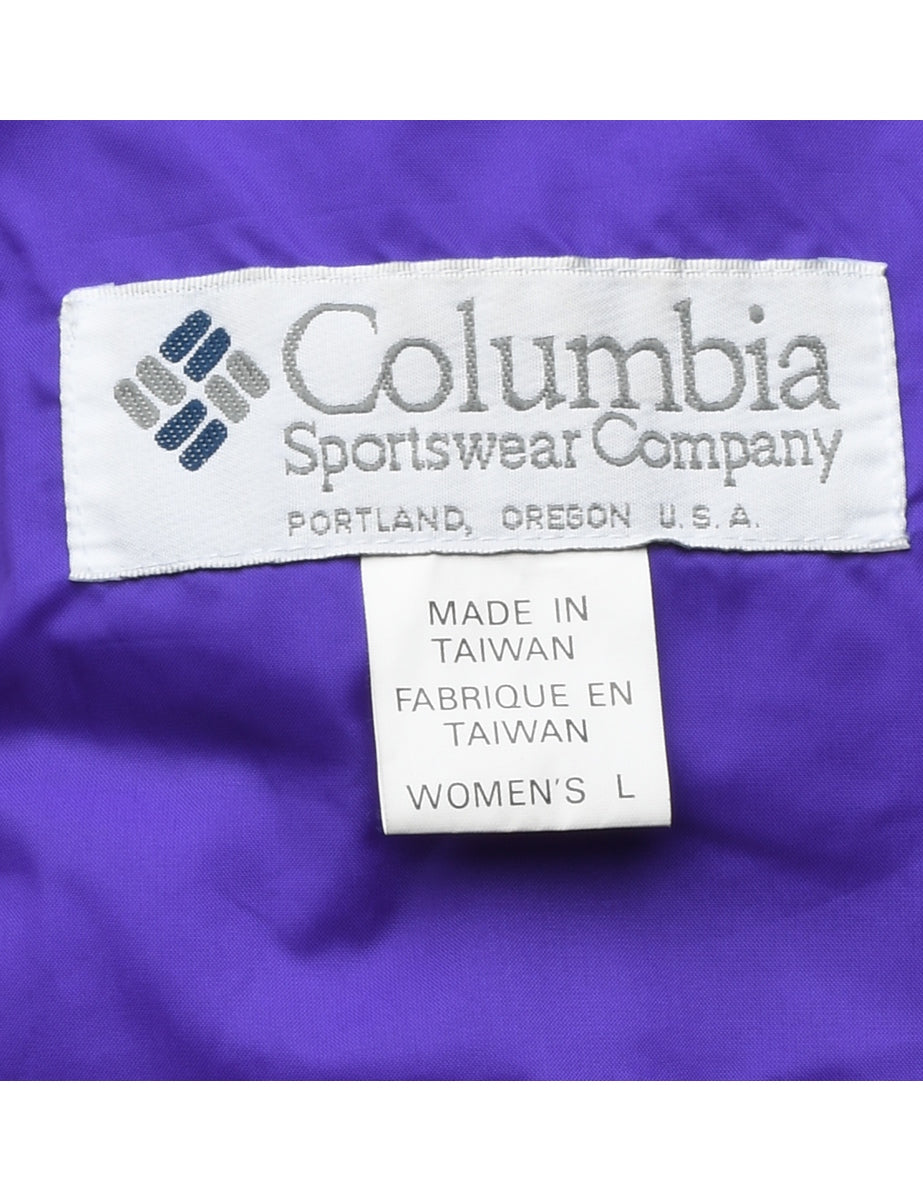 Columbia
Sportswear Company
PORTLAND, OREGON U.S.A.
MADE IN
TAIWAN
FABRIQUE EN
TAIWAN
WOMEN'S L